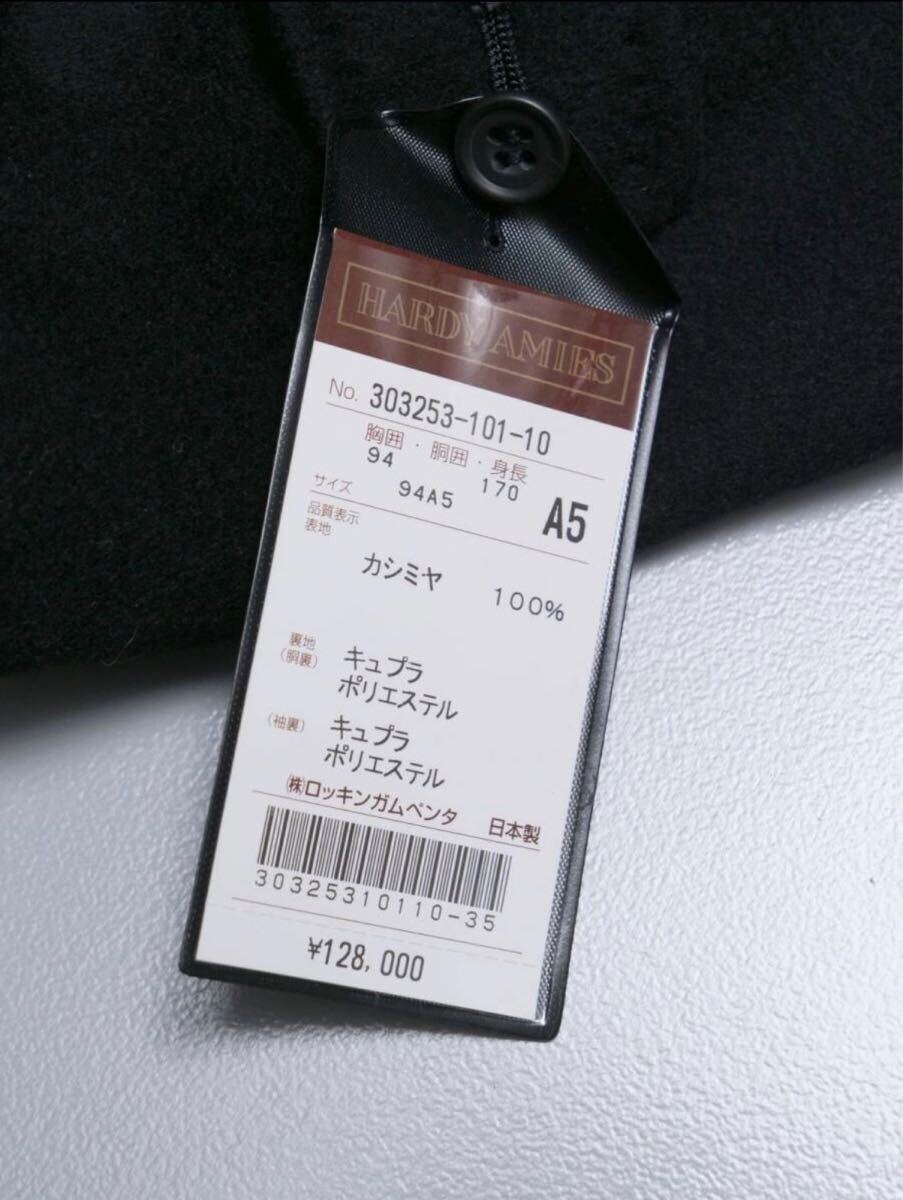 HARDY AMIES
No. 303253-101-10
胸囲・胴囲・身長
94 170
サイズ 94A5 A5
品質表示
表地
カシミヤ 100%
裏地
(胴裏) キュプラ
ポリエステル
(袖裏) キュプラ
ポリエステル
㈱ロッキンガムペンタ 日本製
30325310110-35
¥128,000